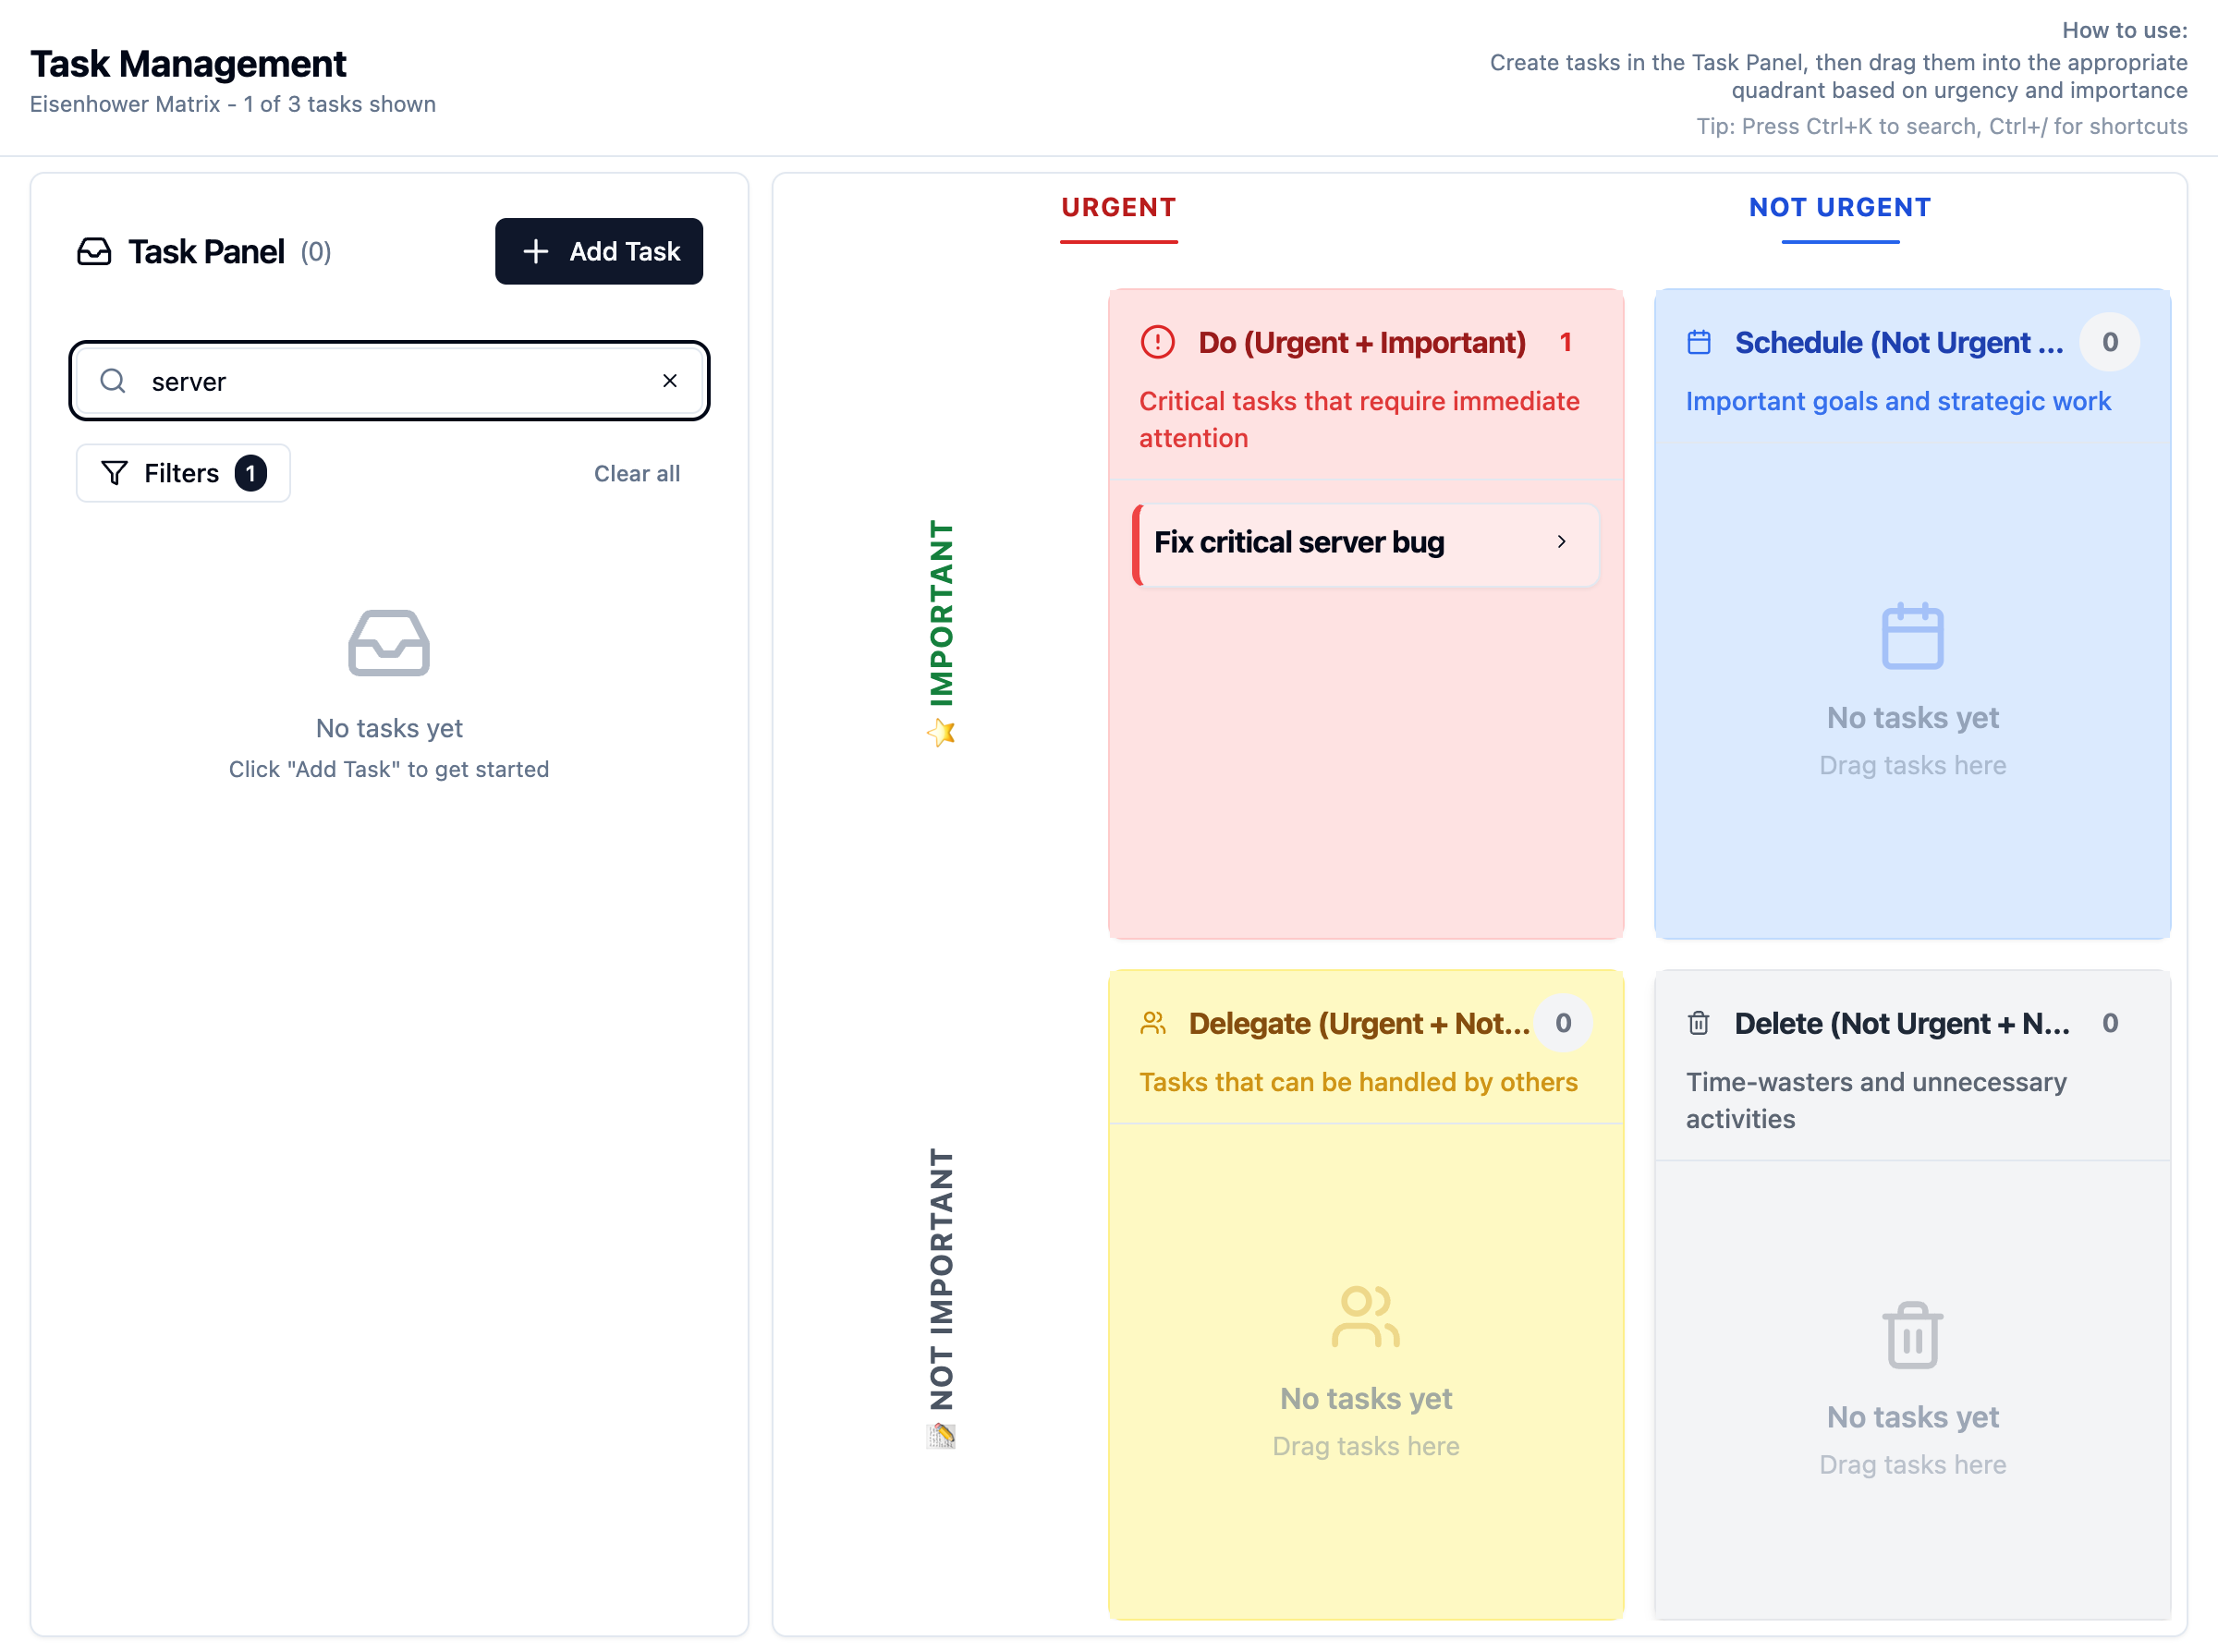 Task Management
Eisenhower Matrix - 1 of 3 tasks shown
How to use:
Create tasks in the Task Panel, then drag them into the appropriate
quadrant based on urgency and importance
Tip: Press Ctrl+K to search, Ctrl+/ for shortcuts
Task Panel (0)
Add Task
server
Filters 1
Clear all
No tasks yet
Click "Add Task" to get started
URGENT
NOT URGENT
IMPORTANT
Do (Urgent + Important) 1
Critical tasks that require immediate
attention
Fix critical server bug
Schedule (Not Urgent ... 0
Important goals and strategic work
No tasks yet
Drag tasks here
NOT IMPORTANT
Delegate (Urgent + Not... 0
Tasks that can be handled by others
No tasks yet
Drag tasks here
Delete (Not Urgent + N... 0
Time-wasters and unnecessary
activities
No tasks yet
Drag tasks here